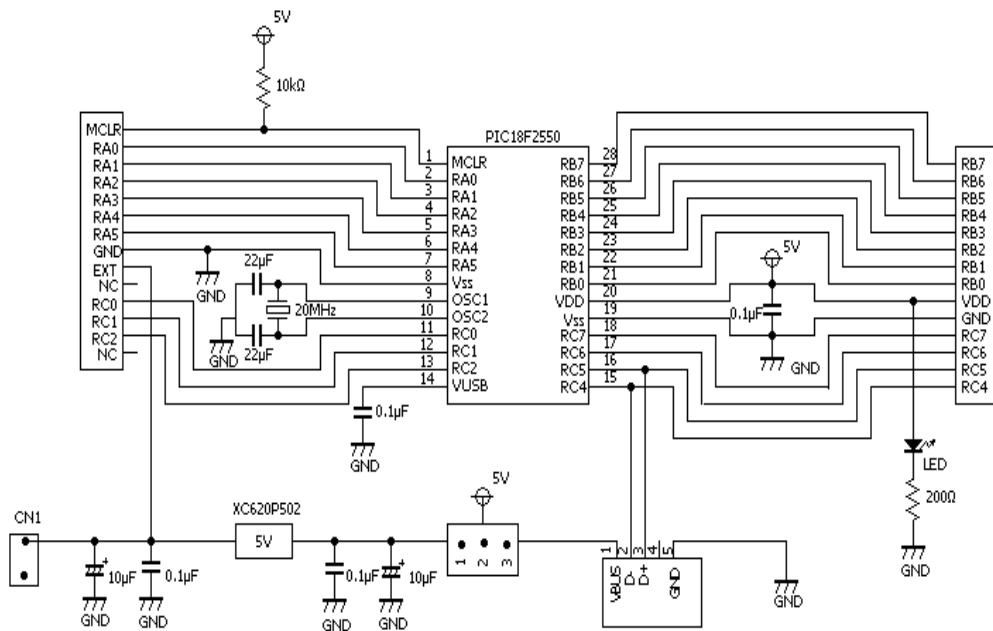 5V
10kΩ
PIC18F2550
MCLR
RA0
RA1
RA2
RA3
RA4
RA5
GND
EXT
NC
RC0
RC1
RC2
NC
GND
22µF
20MHz
22µF
GND
0.1µF
GND
1
2
3
4
5
6
7
8
9
10
11
12
13
14
MCLR
RA0
RA1
RA2
RA3
RA4
RA5
Vss
OSC1
OSC2
RC0
RC1
RC2
VUSB
RB7
RB6
RB5
RB4
RB3
RB2
RB1
RB0
VDD
Vss
RC7
RC6
RC5
RC4
28
27
26
25
24
23
22
21
20
19
18
17
16
15
5V
0.1µF
GND
RB7
RB6
RB5
RB4
RB3
RB2
RB1
RB0
VDD
GND
RC7
RC6
RC5
RC4
LED
200Ω
GND
CN1
10µF
GND
0.1µF
GND
XC620P502
5V
0.1µF
GND
10µF
GND
5V
1 2 3
1 2 3 4 5
VBUS
D-
D+
GND
GND